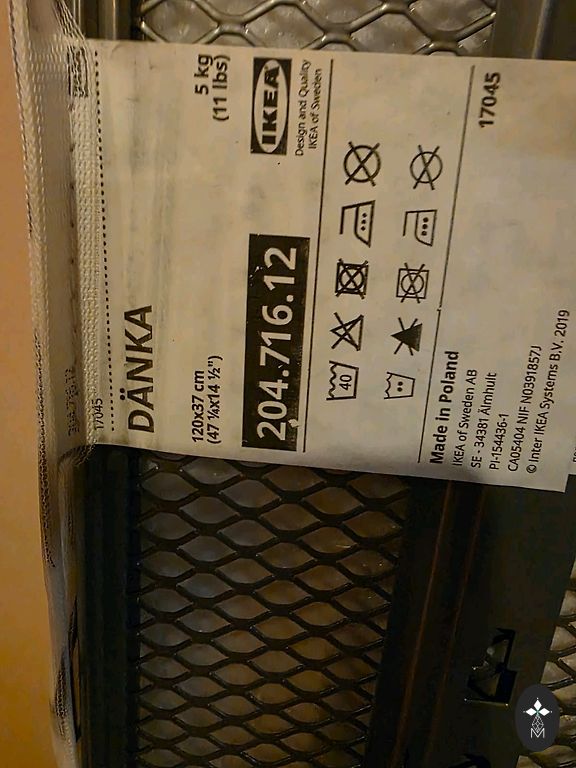 17045
DÄNKA
120x37 cm
(47 ¼x14 ½")
5 kg
(11 lbs)
204.716.12
IKEA
Design and Quality
IKEA of Sweden
40
Made in Poland
IKEA of Sweden AB
SE - 34381 Älmhult
PI-154436-1
CA05404 NIF N0391857J
© Inter IKEA Systems B.V. 2019
17045
M